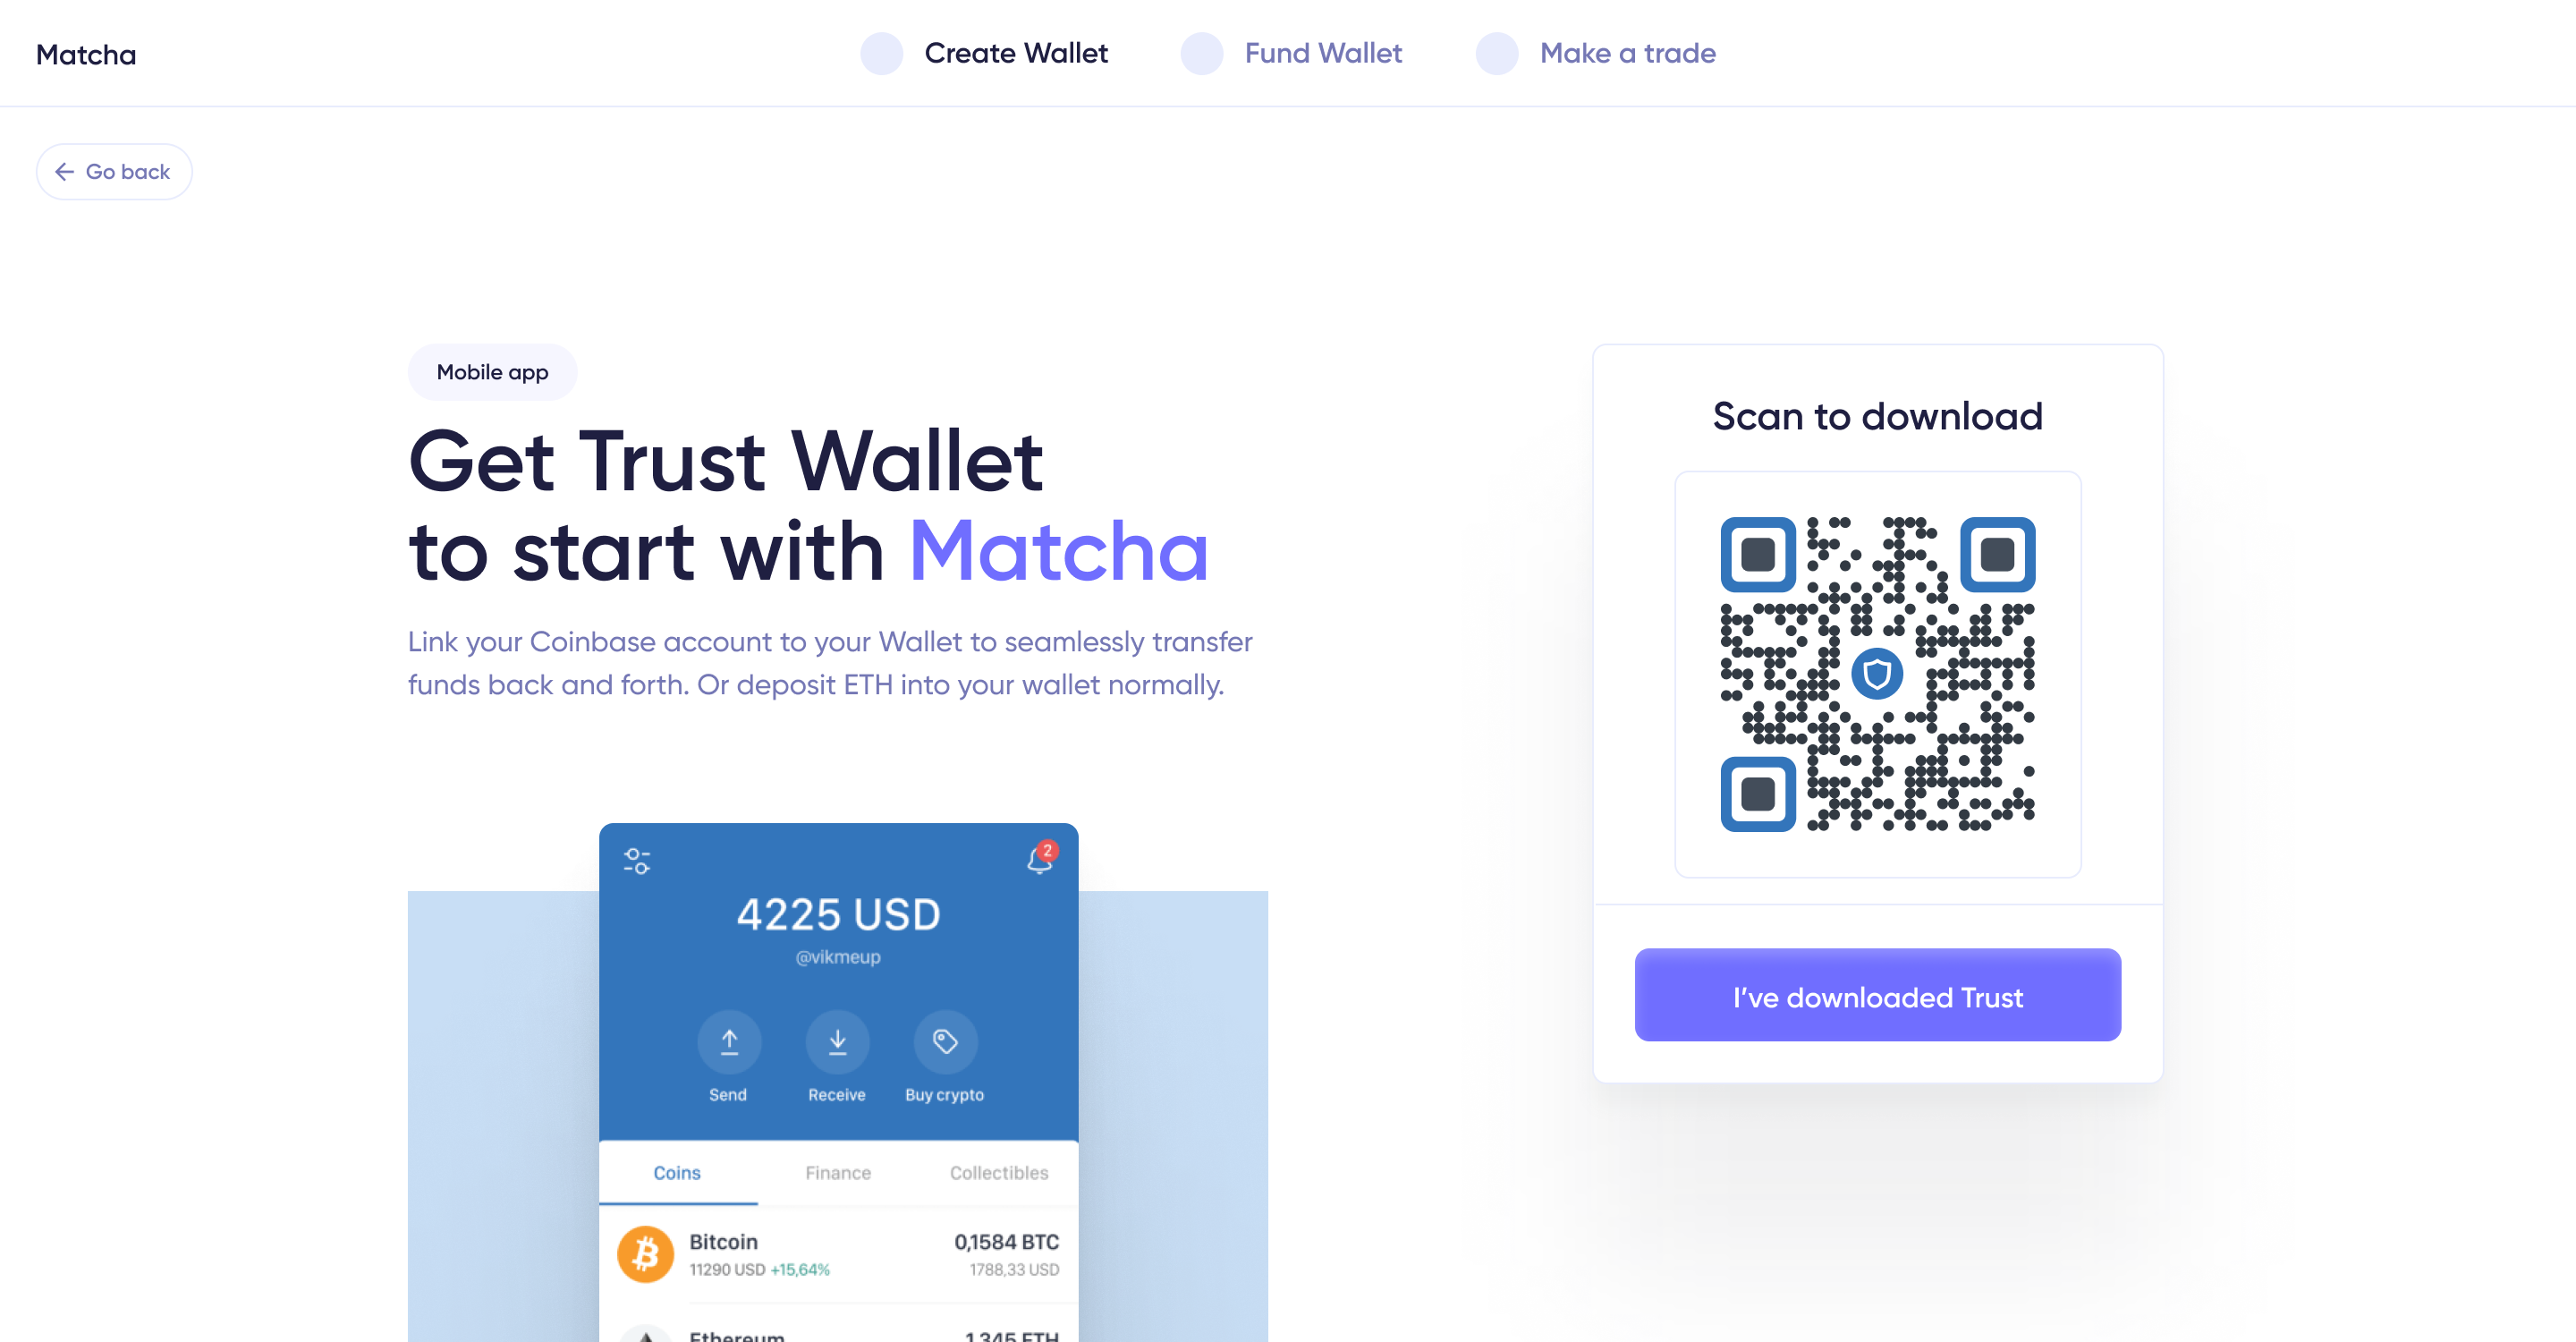 Matcha
Create Wallet
Fund Wallet
Make a trade
Go back
Mobile app
Get Trust Wallet
to start with Matcha
Link your Coinbase account to your Wallet to seamlessly transfer
funds back and forth. Or deposit ETH into your wallet normally.
2
4225 USD
@vikmeup
Send
Receive
Buy crypto
Coins
Finance
Collectibles
Bitcoin
0,1584 BTC
11290 USD +15,64%
1788,33 USD
Ethereum
1,345 ETH
Scan to download
I’ve downloaded Trust